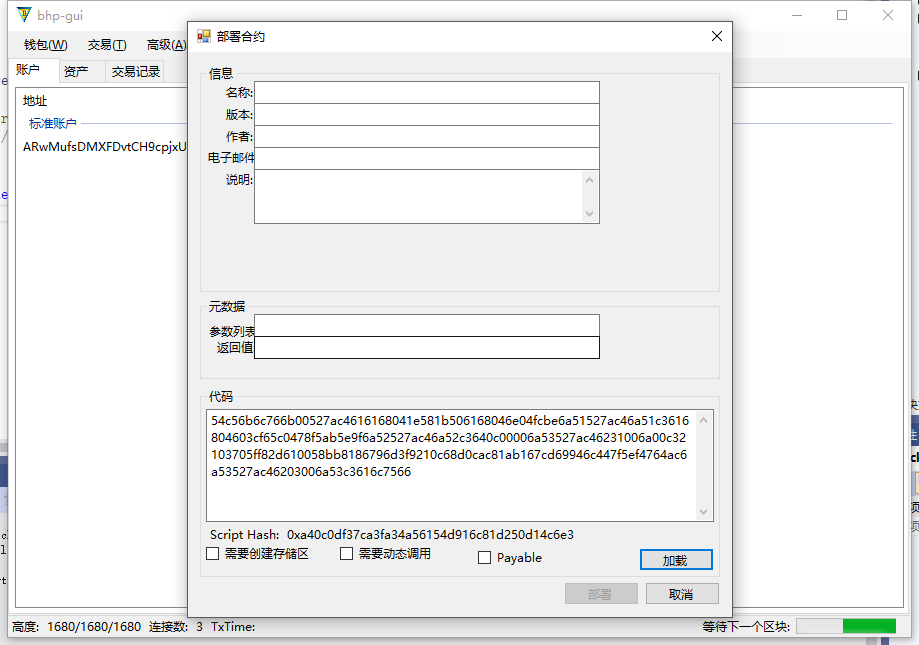 bhp-gui
钱包(W) 交易(T) 高级(A)
账户 资产 交易记录
地址
标准账户
ARwMufsDMXFDvtCH9cpjxU
部署合约
信息
名称:
版本:
作者:
电子邮件
说明:
元数据
参数列表
返回值
代码
54c56b6c766b00527ac4616168041e581b506168046e04fcbe6a51527ac46a51c3616
804603cf65c0478f5ab5e9f6a52527ac46a52c3640c00006a53527ac46231006a00c32
103705ff82d610058bb8186796d3f9210c68d0cac81ab167cd69946c447f5ef4764ac6
a53527ac46203006a53c3616c7566
Script Hash: 0xa40c0df37ca3fa34a56154d916c81d250d14c6e3
需要创建存储区 需要动态调用 Payable
加载
部署 取消
高度: 1680/1680/1680 连接数: 3 TxTime: 等待下一个区块: